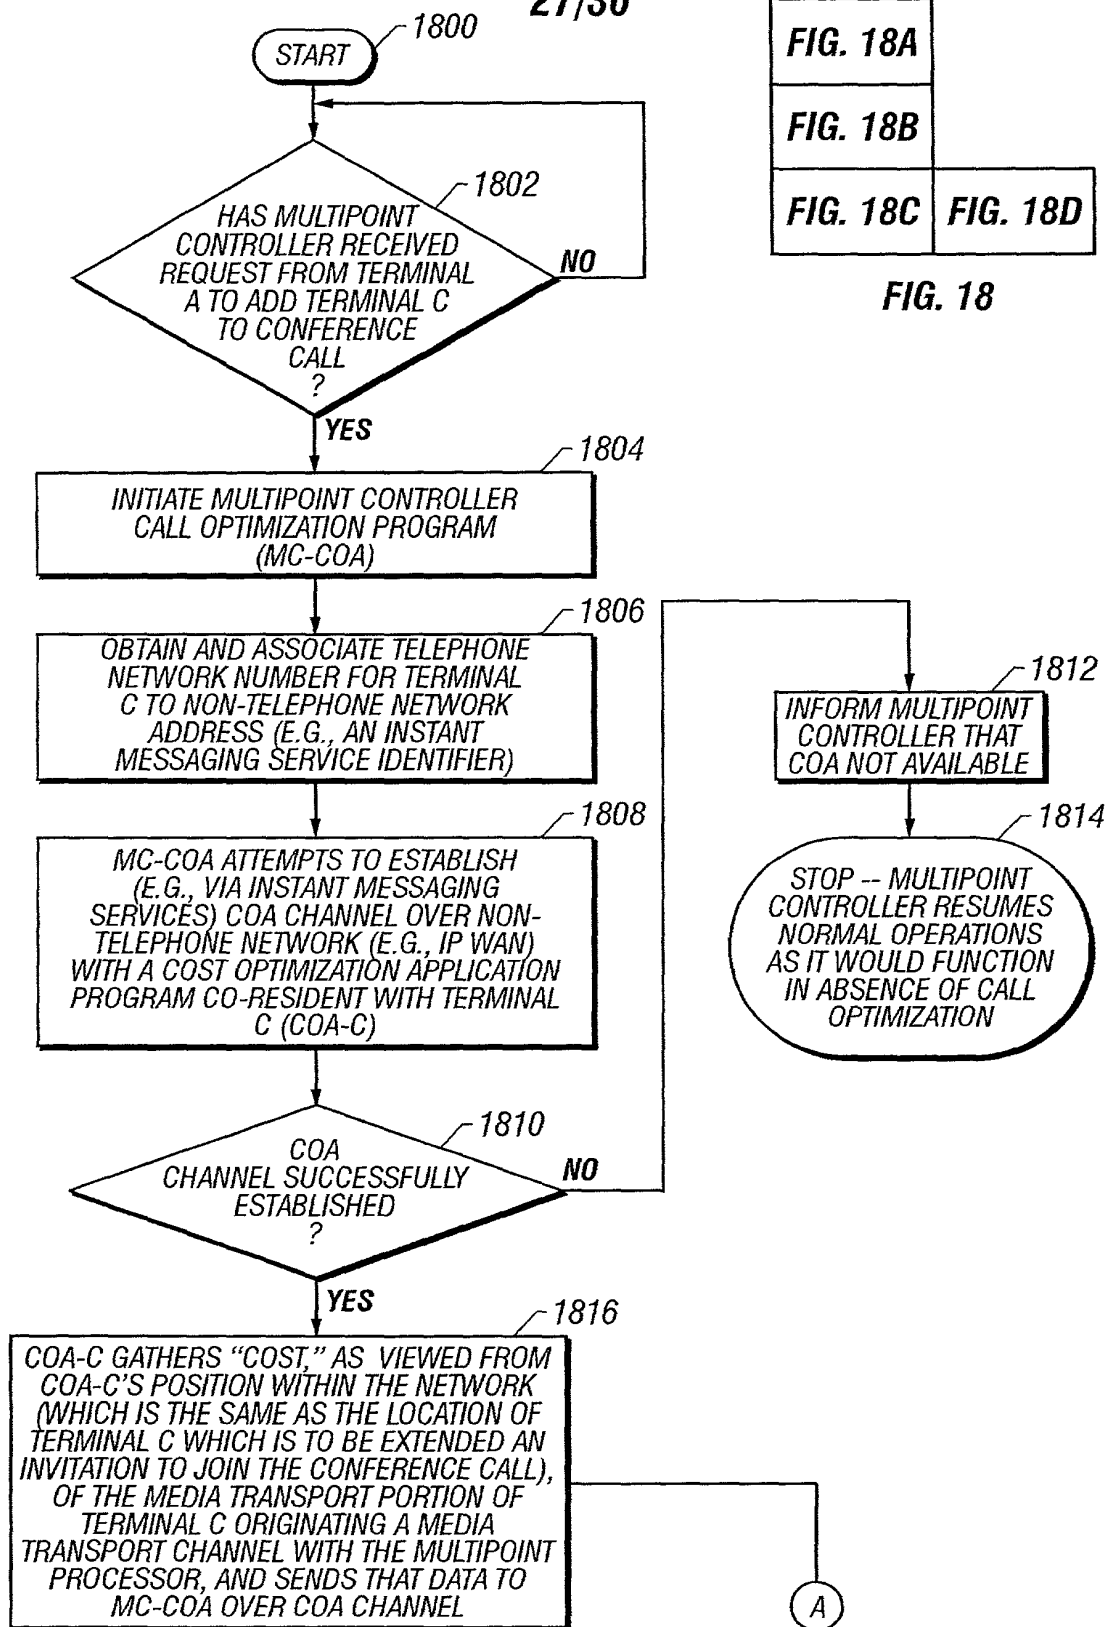 27/30
START
1800
FIG. 18A
FIG. 18B
FIG. 18C
FIG. 18D
FIG. 18
1802
HAS MULTIPOINT
CONTROLLER RECEIVED
REQUEST FROM TERMINAL
A TO ADD TERMINAL C
TO CONFERENCE
CALL
?
NO
YES
1804
INITIATE MULTIPOINT CONTROLLER
CALL OPTIMIZATION PROGRAM
(MC-COA)
1806
OBTAIN AND ASSOCIATE TELEPHONE
NETWORK NUMBER FOR TERMINAL
C TO NON-TELEPHONE NETWORK
ADDRESS (E.G., AN INSTANT
MESSAGING SERVICE IDENTIFIER)
1808
MC-COA ATTEMPTS TO ESTABLISH
(E.G., VIA INSTANT MESSAGING
SERVICES) COA CHANNEL OVER NON-
TELEPHONE NETWORK (E.G., IP WAN)
WITH A COST OPTIMIZATION APPLICATION
PROGRAM CO-RESIDENT WITH TERMINAL
C (COA-C)
1810
COA
CHANNEL SUCCESSFULLY
ESTABLISHED
?
NO
YES
1812
INFORM MULTIPOINT
CONTROLLER THAT
COA NOT AVAILABLE
1814
STOP -- MULTIPOINT
CONTROLLER RESUMES
NORMAL OPERATIONS
AS IT WOULD FUNCTION
IN ABSENCE OF CALL
OPTIMIZATION
1816
COA-C GATHERS "COST," AS VIEWED FROM
COA-C'S POSITION WITHIN THE NETWORK
(WHICH IS THE SAME AS THE LOCATION OF
TERMINAL C WHICH IS TO BE EXTENDED AN
INVITATION TO JOIN THE CONFERENCE CALL),
OF THE MEDIA TRANSPORT PORTION OF
TERMINAL C ORIGINATING A MEDIA
TRANSPORT CHANNEL WITH THE MULTIPOINT
PROCESSOR, AND SENDS THAT DATA TO
MC-COA OVER COA CHANNEL
A